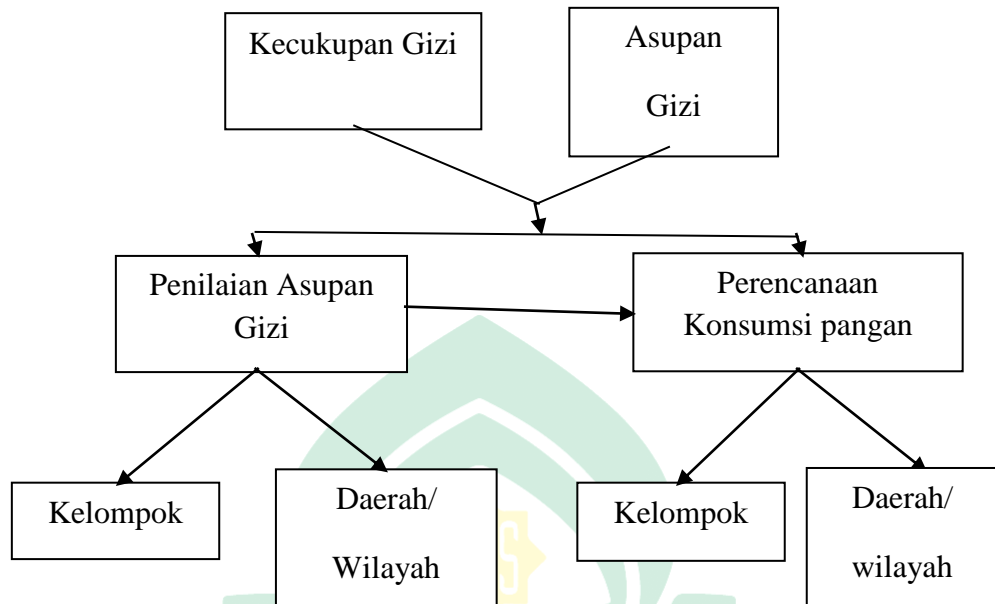 Kecukupan Gizi
Asupan
Gizi
Penilaian Asupan
Gizi
Perencanaan
Konsumsi pangan
Kelompok
Daerah/
Wilayah
Kelompok
Daerah/
wilayah